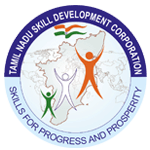 TAMIL NADU SKILL DEVELOPMENT CORPORATION
SKILLS FOR PROGRESS AND PROSPERITY